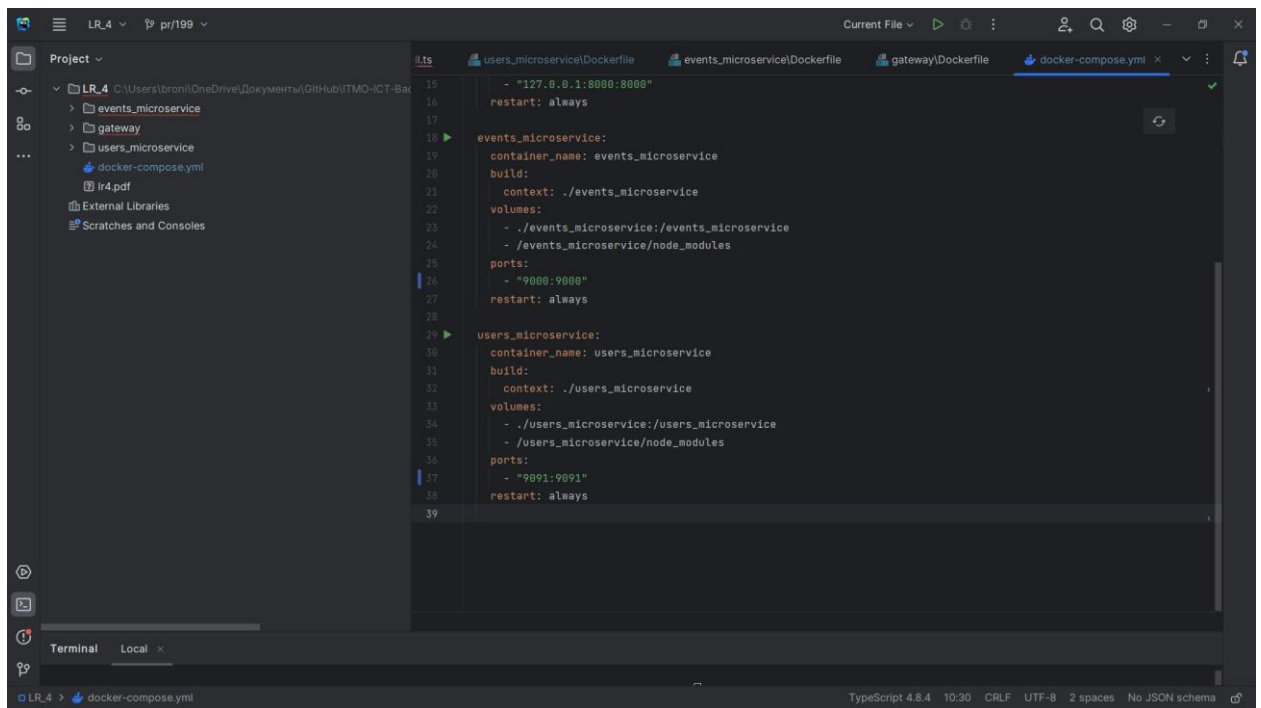 LR_4 pr/199 Current File
Project
ll.ts users_microservice\Dockerfile events_microservice\Dockerfile gateway\Dockerfile docker-compose.yml
LR_4 C:\Users\broni\OneDrive\Документы\GitHub\ITMO-ICT-Bac
events_microservice
gateway
users_microservice
docker-compose.yml
lr4.pdf
External Libraries
Scratches and Consoles
15 - "127.0.0.1:8000:8000"
16 restart: always
17
18 events_microservice:
19 container_name: events_microservice
20 build:
21 context: ./events_microservice
22 volumes:
23 - ./events_microservice:/events_microservice
24 - /events_microservice/node_modules
25 ports:
26 - "9000:9000"
27 restart: always
28
29 users_microservice:
30 container_name: users_microservice
31 build:
32 context: ./users_microservice
33 volumes:
34 - ./users_microservice:/users_microservice
35 - /users_microservice/node_modules
36 ports:
37 - "9091:9091"
38 restart: always
39
Terminal Local
LR_4 > docker-compose.yml TypeScript 4.8.4 10:30 CRLF UTF-8 2 spaces No JSON schema